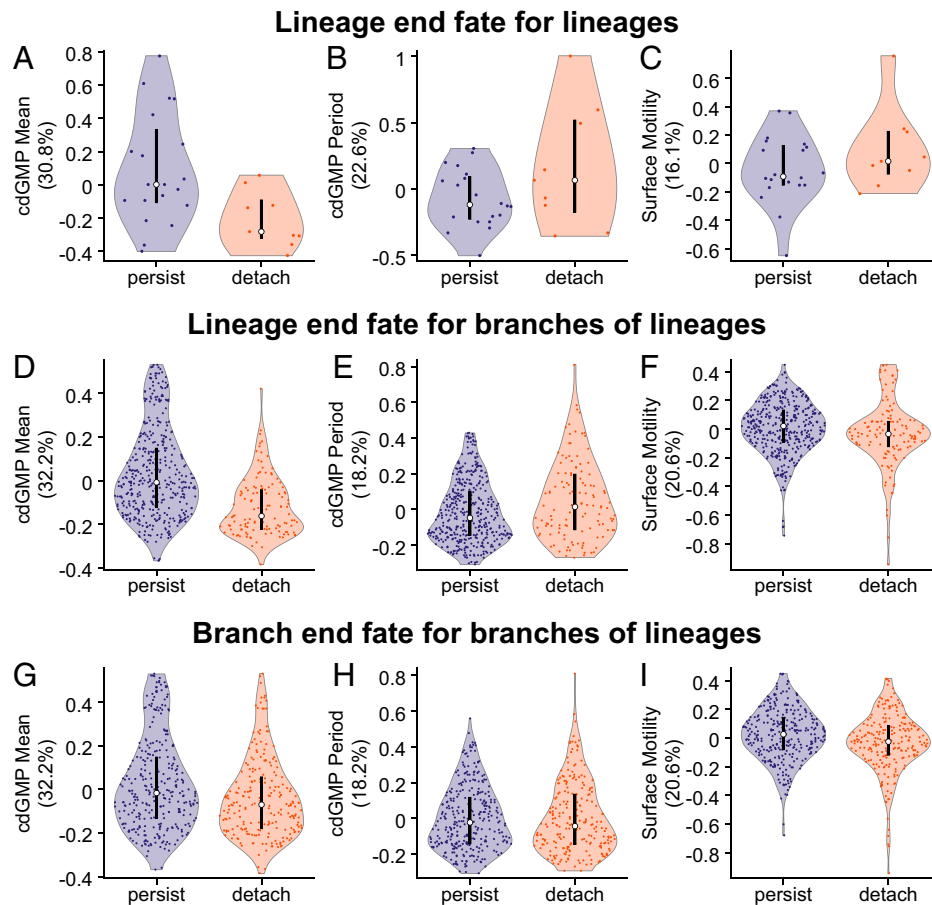 Lineage end fate for lineages
A
cdGMP Mean
(30.8%)
0.8
0.6
0.4
0.2
0
-0.2
-0.4
persist
detach
B
cdGMP Period
(22.6%)
1
0.5
0
-0.5
persist
detach
C
Surface Motility
(16.1%)
0.6
0.4
0.2
0
-0.2
-0.4
-0.6
persist
detach
Lineage end fate for branches of lineages
D
cdGMP Mean
(32.2%)
0.4
0.2
0
-0.2
-0.4
persist
detach
E
cdGMP Period
(18.2%)
0.8
0.6
0.4
0.2
0
-0.2
persist
detach
F
Surface Motility
(20.6%)
0.4
0.2
0
-0.2
-0.4
-0.6
-0.8
persist
detach
Branch end fate for branches of lineages
G
cdGMP Mean
(32.2%)
0.4
0.2
0
-0.2
-0.4
persist
detach
H
cdGMP Period
(18.2%)
0.8
0.6
0.4
0.2
0
-0.2
persist
detach
I
Surface Motility
(20.6%)
0.4
0.2
0
-0.2
-0.4
-0.6
-0.8
persist
detach